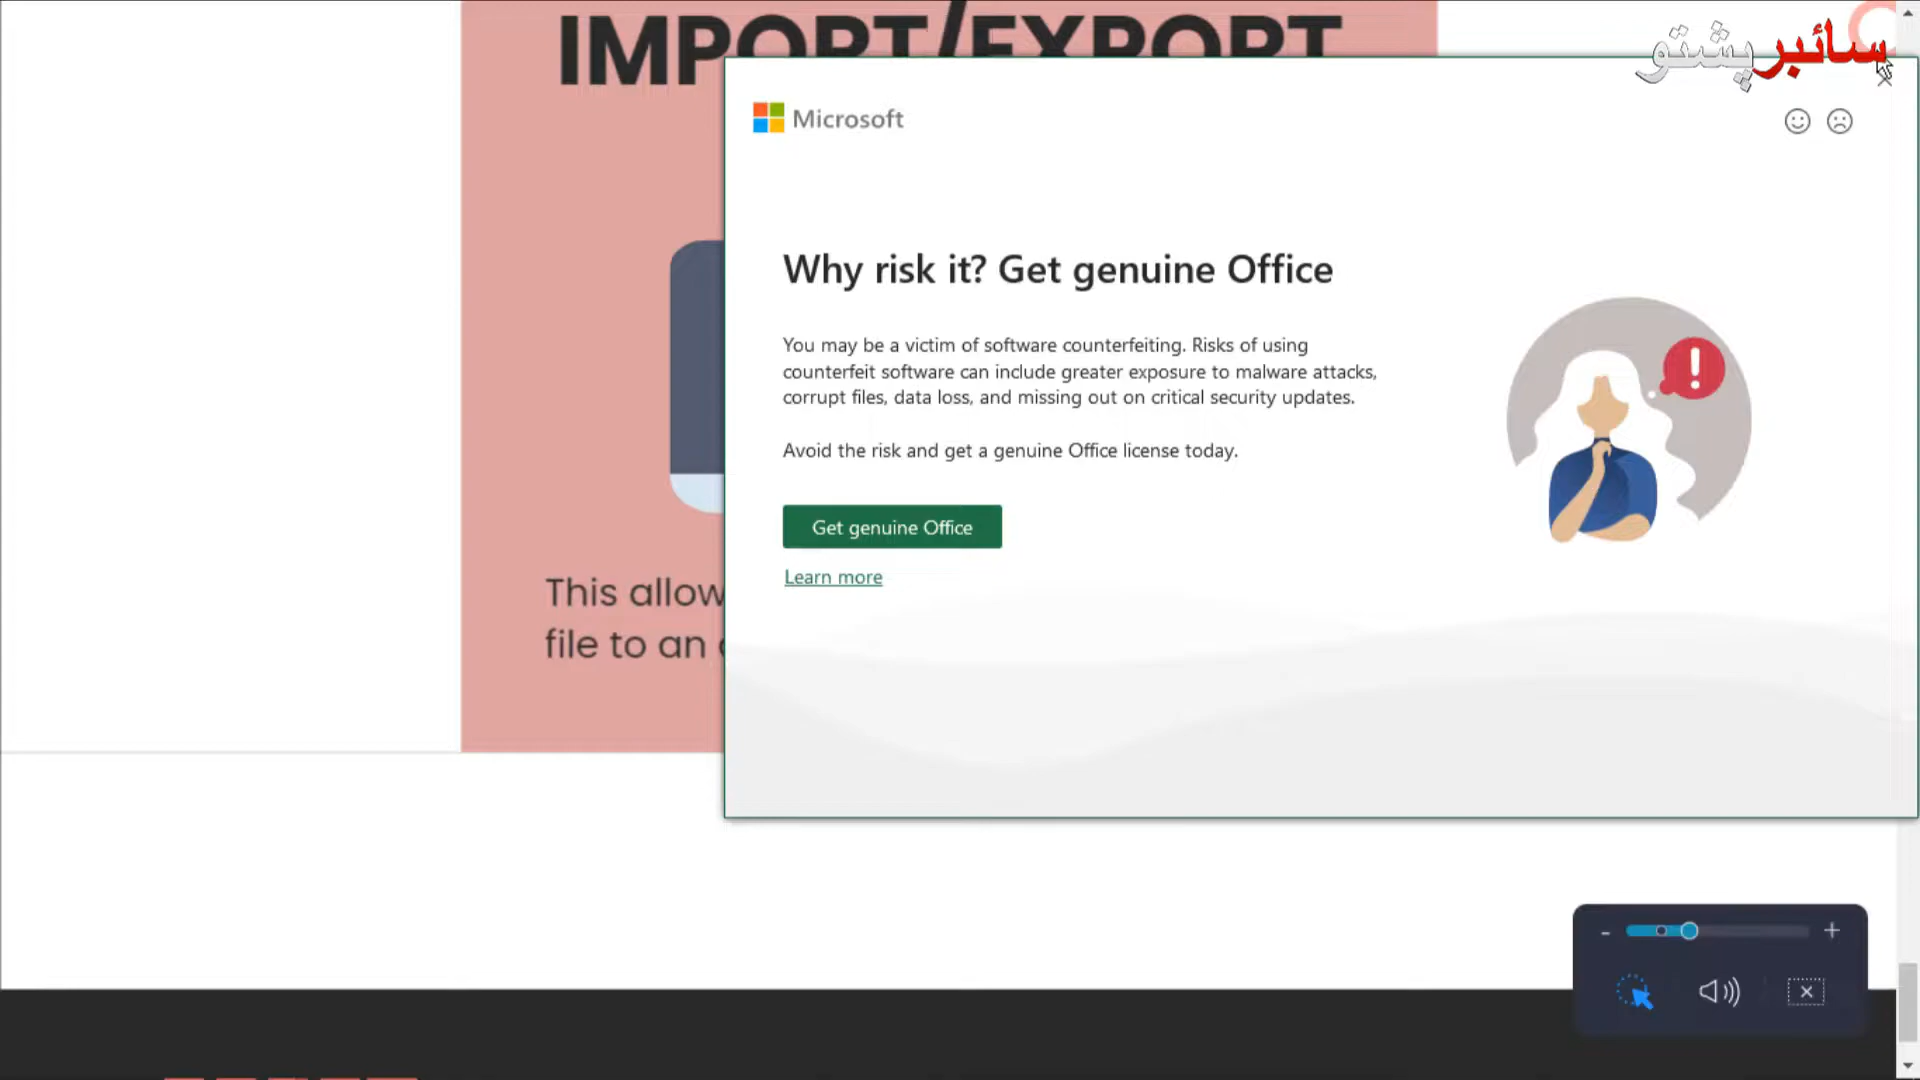 IMPORT/EXPORT
سائبر پشتو
Microsoft
Why risk it? Get genuine Office
You may be a victim of software counterfeiting. Risks of using
counterfeit software can include greater exposure to malware attacks,
corrupt files, data loss, and missing out on critical security updates.
Avoid the risk and get a genuine Office license today.
Get genuine Office
Learn more
This allow
file to an